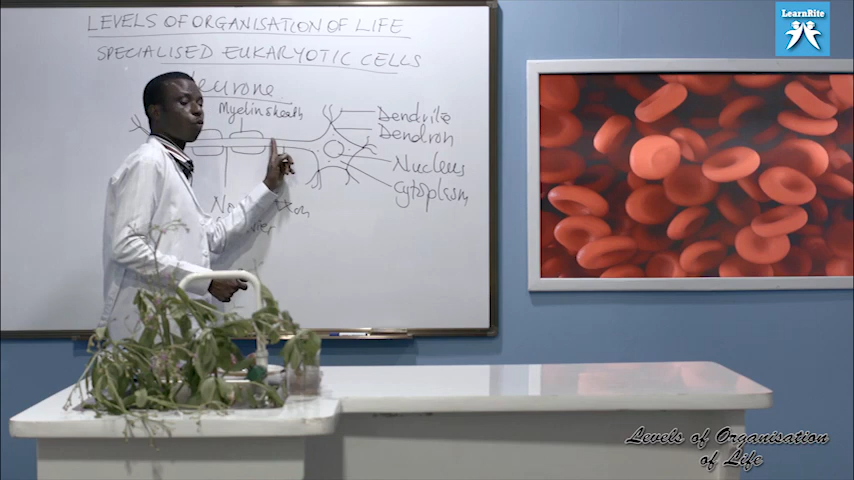 LEVELS OF ORGANISATION OF LIFE
SPECIALISED EUKARYOTIC CELLS
Myelin sheath
Dendrite
Dendron
Nucleus
Cytoplasm
LearnRite
Levels of Organisation
of Life